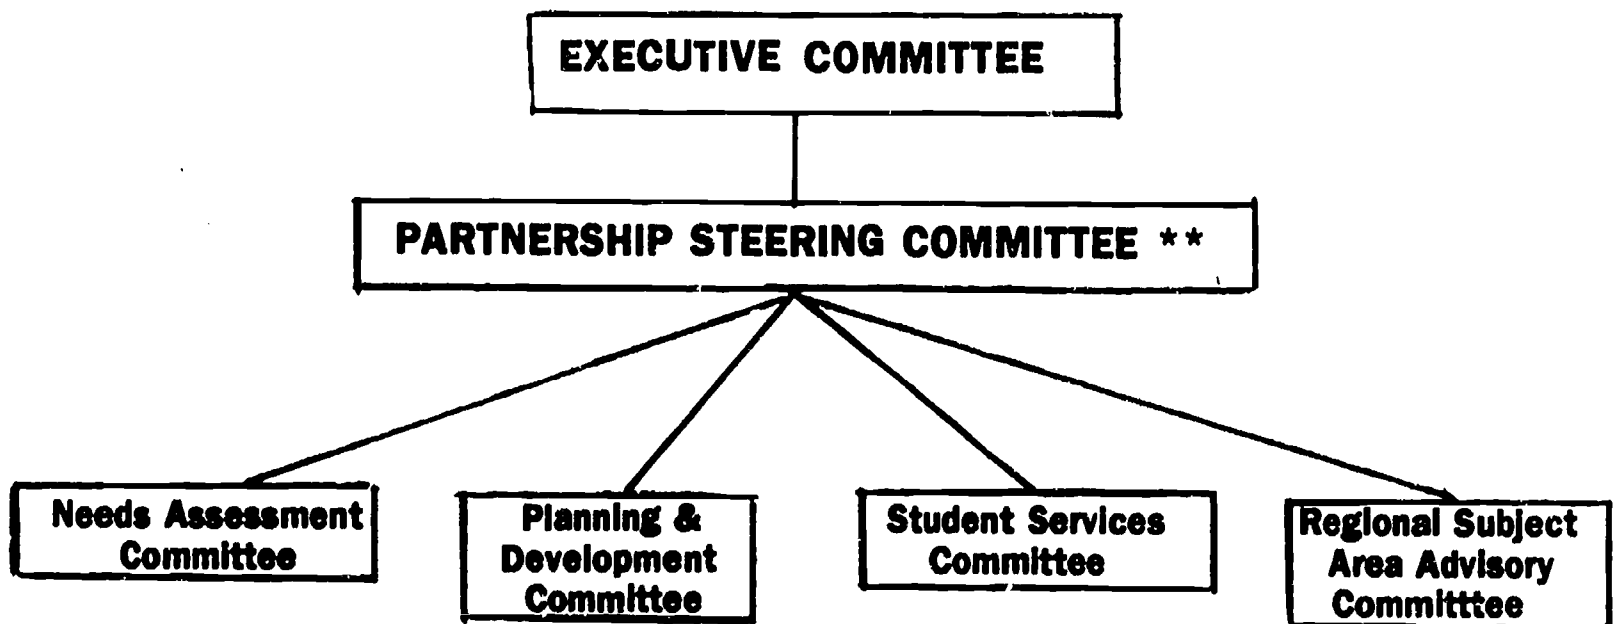 EXECUTIVE COMMITTEE
PARTNERSHIP STEERING COMMITTEE **
Needs Assessment
Committee
Planning &
Development
Committee
Student Services
Committee
Regional Subject
Area Advisory
Committtee